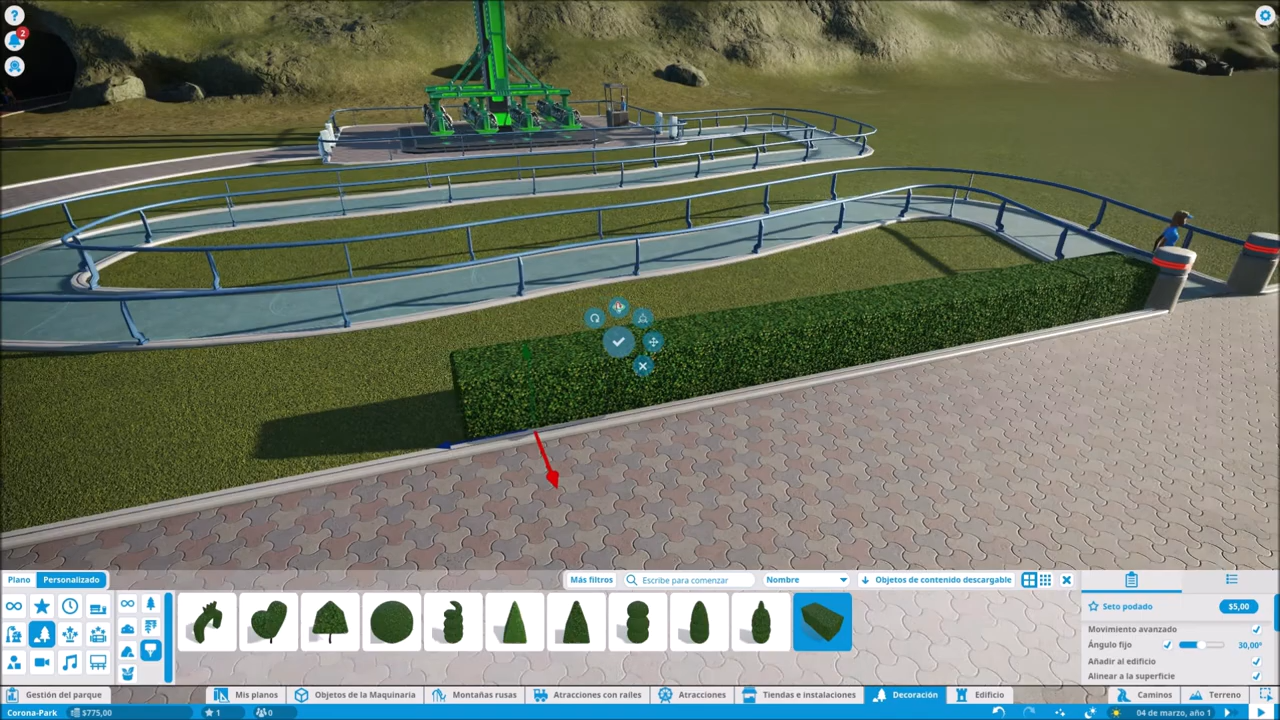 ?
2
Plano
Personalizado
Más filtros
Escribe para comenzar
Nombre
Objetos de contenido descargable
Seto podado
$5,00
Movimiento avanzado
Ángulo fijo
30,00°
Añadir al edificio
Alinear a la superficie
Gestión del parque
Mis planos
Objetos de la Maquinaria
Montañas rusas
Atracciones con raíles
Atracciones
Tiendas e instalaciones
Decoración
Edificio
Caminos
Terreno
Corona-Park
$775,00
1
0
04 de marzo, año 1